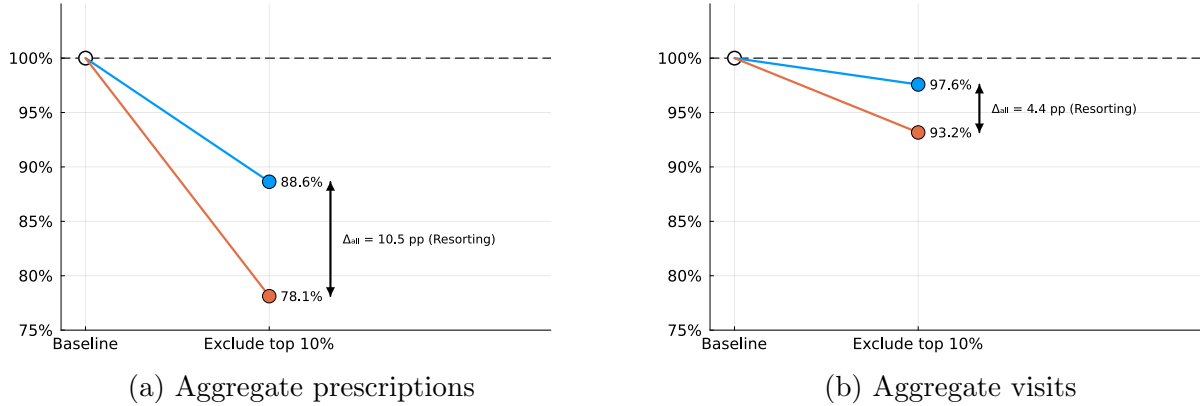 100%
95%
90%
85%
80%
75%
88.6%
Δall = 10.5 pp (Resorting)
78.1%
Baseline
Exclude top 10%
(a) Aggregate prescriptions
100%
95%
90%
85%
80%
75%
97.6%
Δall = 4.4 pp (Resorting)
93.2%
Baseline
Exclude top 10%
(b) Aggregate visits